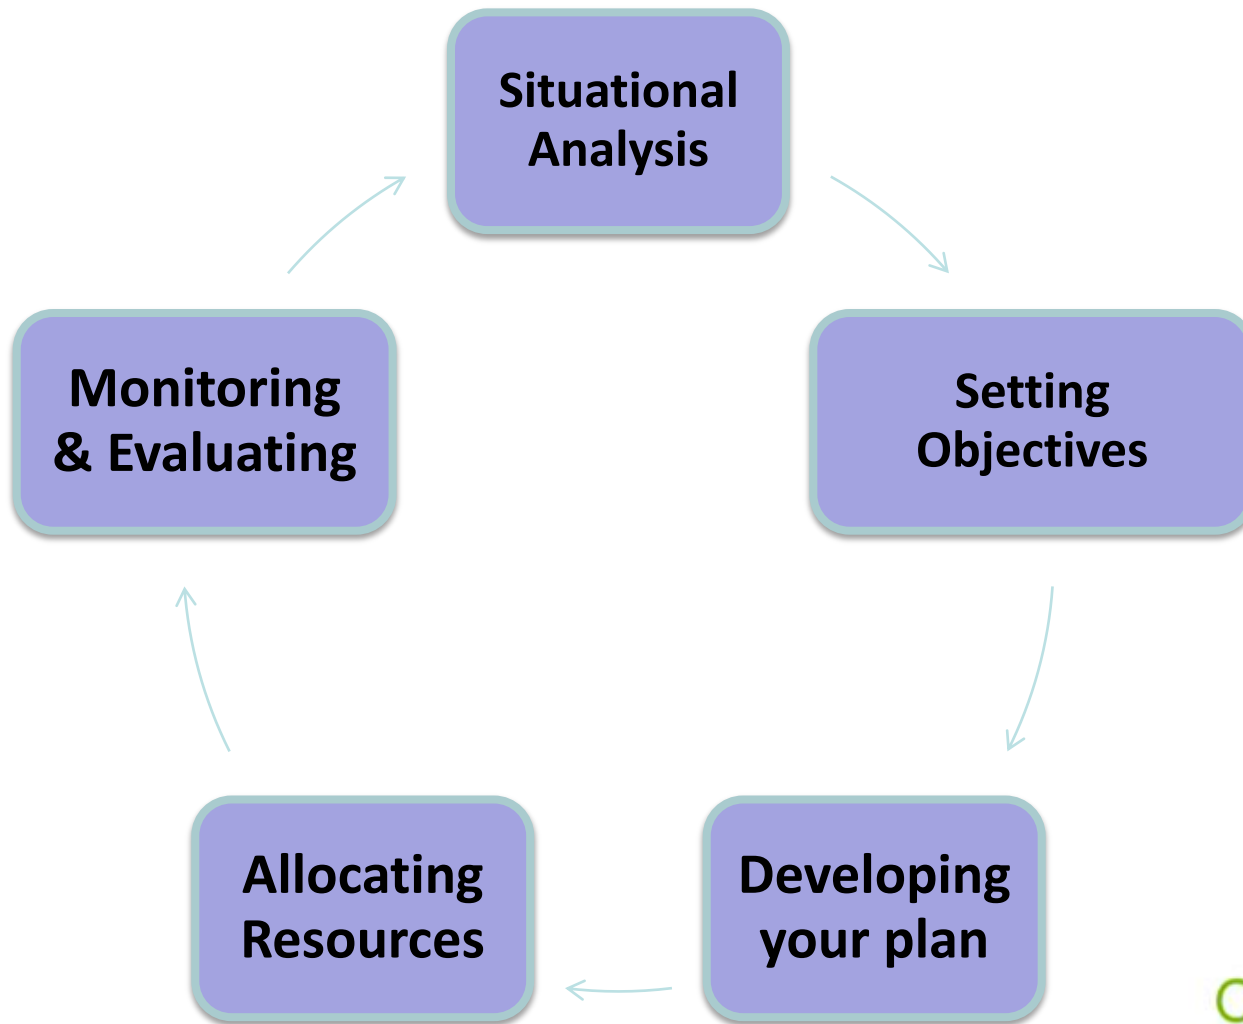 Situational
Analysis
Setting
Objectives
Developing
your plan
Allocating
Resources
Monitoring
& Evaluating